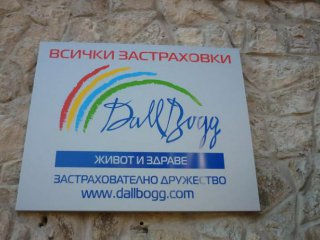 ВСИЧКИ ЗАСТРАХОВКИ
DallBogg
ЖИВОТ И ЗДРАВЕ
ЗАСТРАХОВАТЕЛНО ДРУЖЕСТВО
www.dallbogg.com